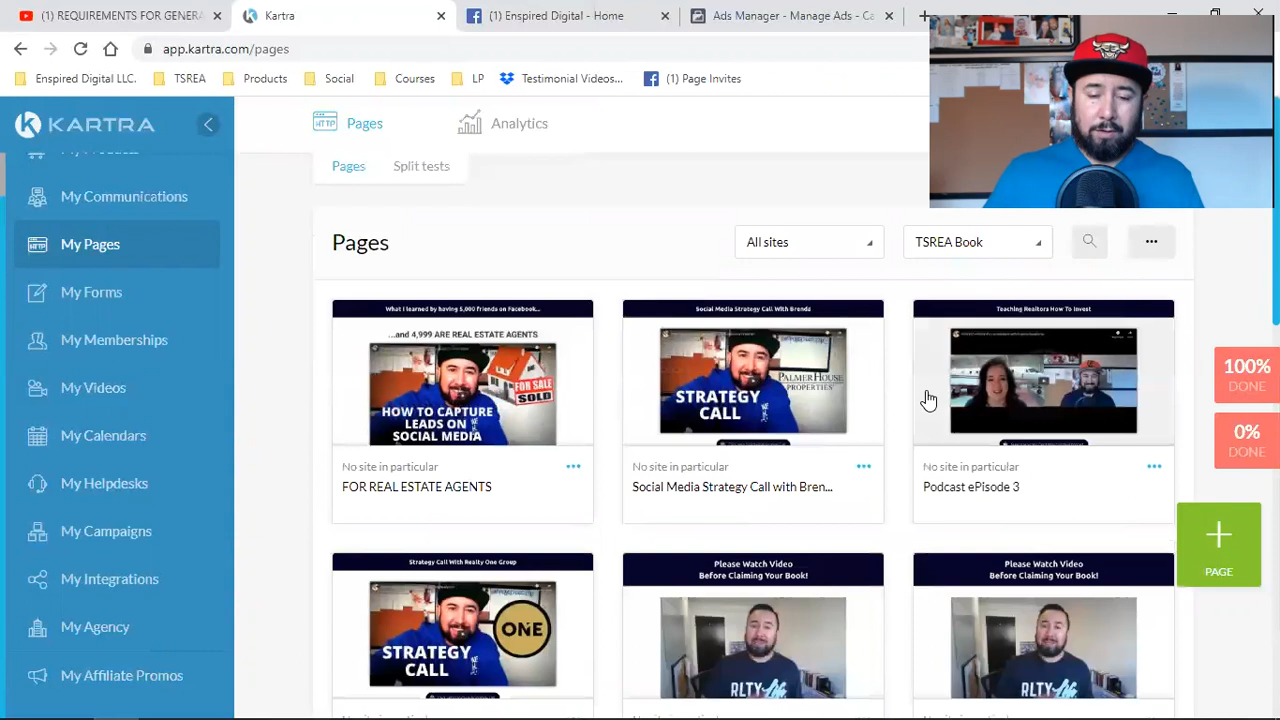 (1) REQUIREMENTS FOR GENERA
Kartra
(1) Enspired Digital - Home
Ads Manager - Manage Ads - Ca
app.kartra.com/pages
Enspired Digital LLC.
TSREA
Social
Courses
LP
Testimonial Videos...
(1) Page Invites
KARTRA
Pages
Analytics
Pages
Split tests
My Communications
My Pages
My Forms
My Memberships
My Videos
My Calendars
My Helpdesks
My Campaigns
My Integrations
My Agency
My Affiliate Promos
Pages
All sites
TSREA Book
What I learned by having 5,000 friends on Facebook...
...and 4,999 ARE REAL ESTATE AGENTS
FOR SALE
SOLD
HOW TO CAPTURE
LEADS ON
SOCIAL MEDIA
No site in particular
FOR REAL ESTATE AGENTS
Social Media Strategy Call With Brenda
PALMERHOUSE
PROPERTIES
STRATEGY
CALL
No site in particular
Social Media Strategy Call with Bren...
Teaching Realtors How To Invest
No site in particular
Podcast ePisode 3
Strategy Call With Realty One Group
ONE
STRATEGY
CALL
Please Watch Video
Before Claiming Your Book!
RLTY Life
Please Watch Video
Before Claiming Your Book!
RLTY Life
100%
DONE
0%
DONE
+
PAGE